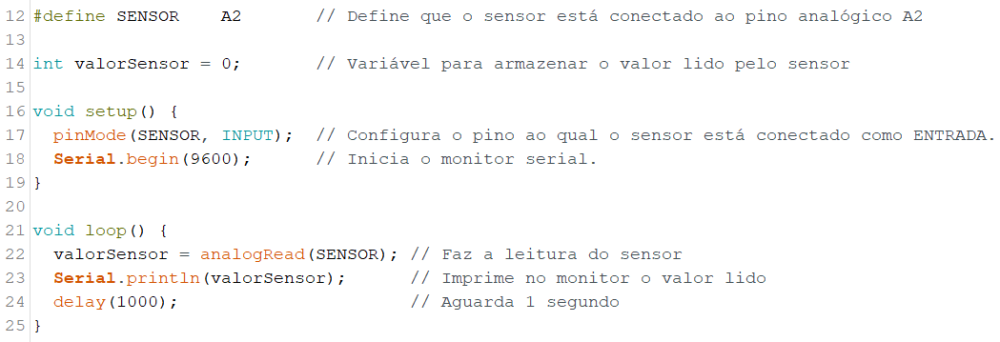 12 #define SENSOR    A2       // Define que o sensor está conectado ao pino analógico A2
13
14 int valorSensor = 0;       // Variável para armazenar o valor lido pelo sensor
15
16 void setup() {
17   pinMode(SENSOR, INPUT);  // Configura o pino ao qual o sensor está conectado como ENTRADA.
18   Serial.begin(9600);      // Inicia o monitor serial.
19 }
20
21 void loop() {
22   valorSensor = analogRead(SENSOR); // Faz a leitura do sensor
23   Serial.println(valorSensor);      // Imprime no monitor o valor lido
24   delay(1000);                      // Aguarda 1 segundo
25 }